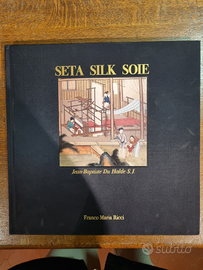 SETA SILK SOIE
Jean-Baptiste Du Halde S.J.
Franco Maria Ricci
subito